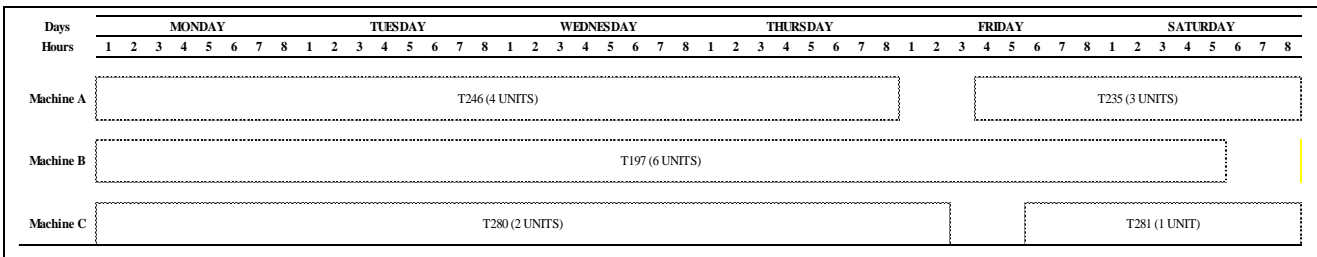 Days MONDAY TUESDAY WEDNESDAY THURSDAY FRIDAY SATURDAY
Hours 1 2 3 4 5 6 7 8 1 2 3 4 5 6 7 8 1 2 3 4 5 6 7 8 1 2 3 4 5 6 7 8 1 2 3 4 5 6 7 8 1 2 3 4 5 6 7 8
Machine A T246 (4 UNITS) T235 (3 UNITS)
Machine B T197 (6 UNITS)
Machine C T280 (2 UNITS) T281 (1 UNIT)